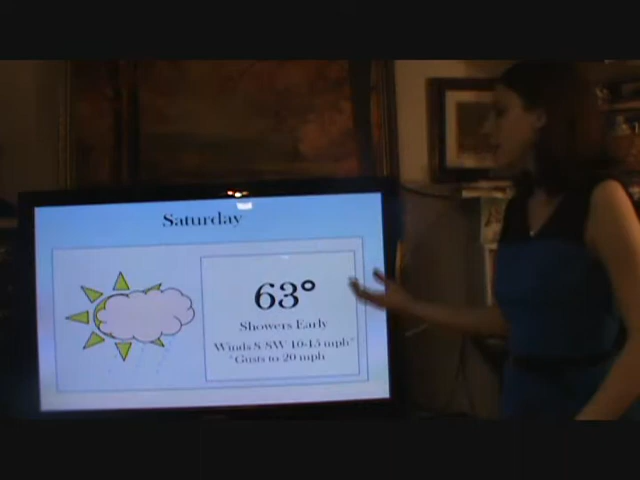 Saturday
63°
Showers Early
Winds S-SW 10-15 mph*
*Gusts to 20 mph